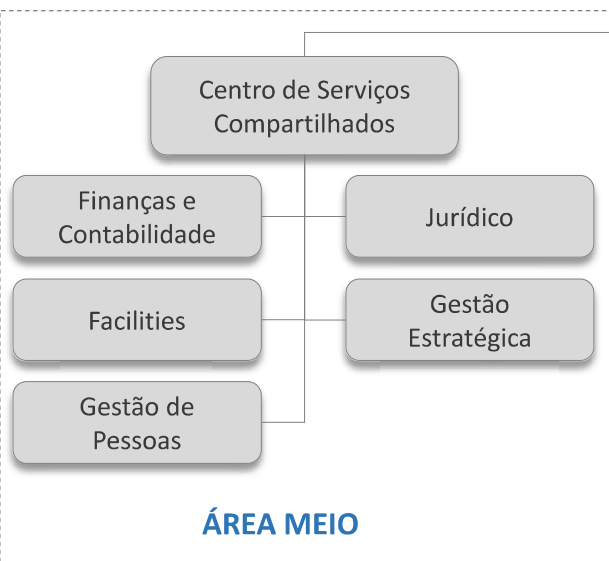 Centro de Serviços
Compartilhados
Finanças e
Contabilidade
Jurídico
Facilities
Gestão
Estratégica
Gestão de
Pessoas
ÁREA MEIO